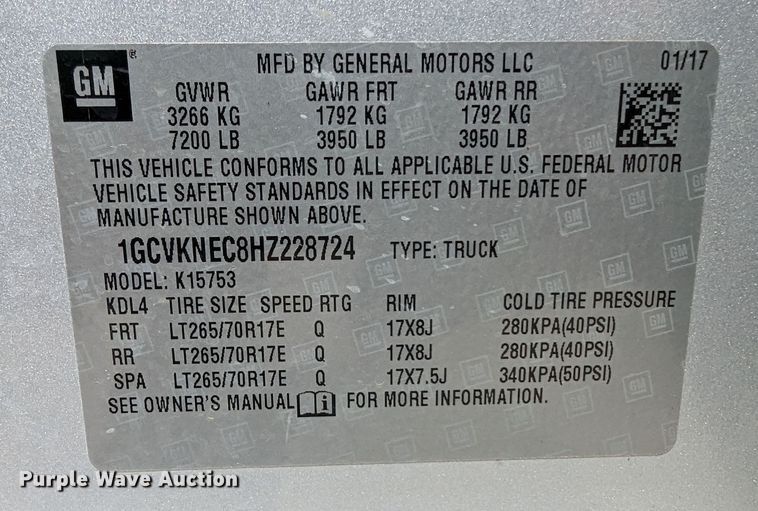 GM ®
MFD BY GENERAL MOTORS LLC 01/17
GVWR GAWR FRT GAWR RR
3266 KG 1792 KG 1792 KG
7200 LB 3950 LB 3950 LB
THIS VEHICLE CONFORMS TO ALL APPLICABLE U.S. FEDERAL MOTOR
VEHICLE SAFETY STANDARDS IN EFFECT ON THE DATE OF
MANUFACTURE SHOWN ABOVE.
1GCVKNEC8HZ228724 TYPE: TRUCK
MODEL: K15753
KDL4 TIRE SIZE SPEED RTG RIM COLD TIRE PRESSURE
FRT LT265/70R17E Q 17X8J 280KPA(40PSI)
RR LT265/70R17E Q 17X8J 280KPA(40PSI)
SPA LT265/70R17E Q 17X7.5J 340KPA(50PSI)
SEE OWNER'S MANUAL i FOR MORE INFORMATION.
Purple Wave Auction